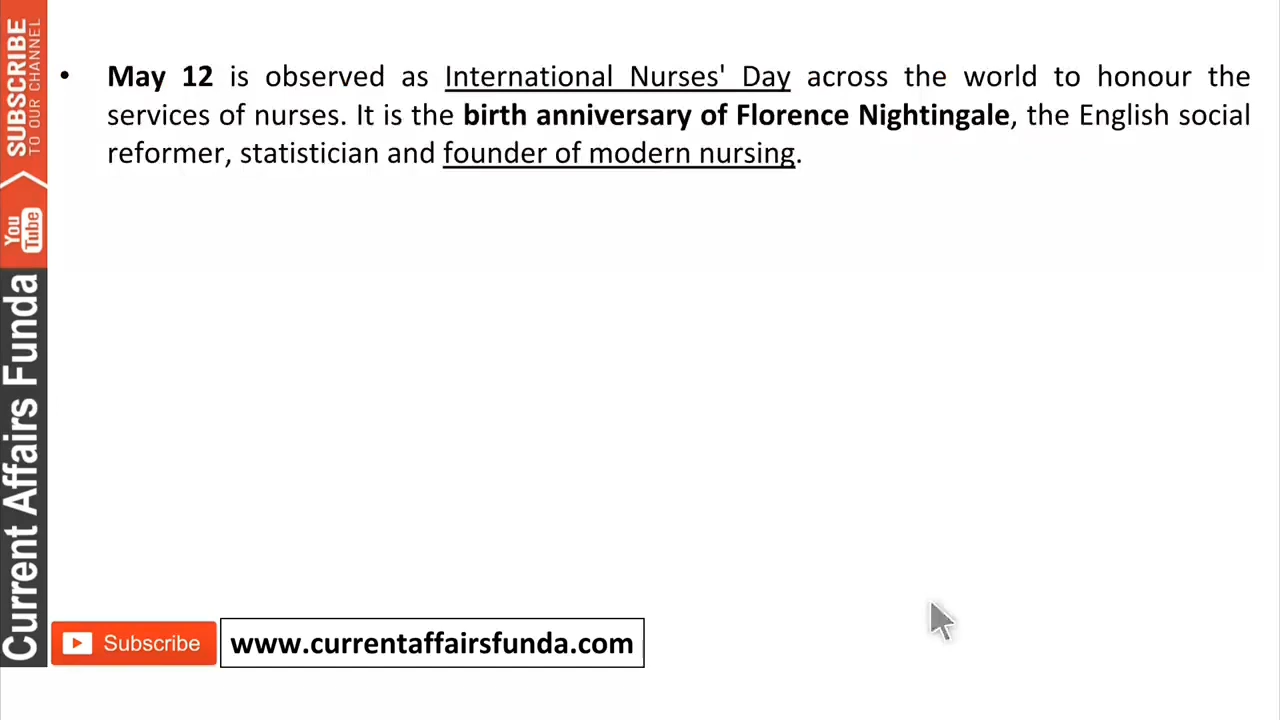 • May 12 is observed as International Nurses' Day across the world to honour the
services of nurses. It is the birth anniversary of Florence Nightingale, the English social
reformer, statistician and founder of modern nursing.
SUBSCRIBE
TO OUR CHANNEL
You
Tube
Current Affairs Funda
Subscribe
www.currentaffairsfunda.com